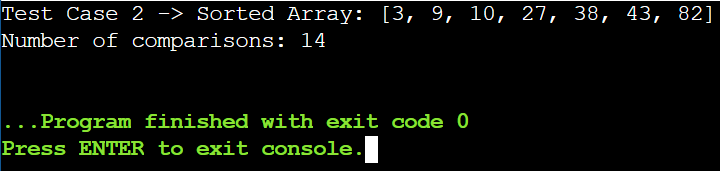 Test Case 2 -> Sorted Array: [3, 9, 10, 27, 38, 43, 82]
Number of comparisons: 14
...Program finished with exit code 0
Press ENTER to exit console.